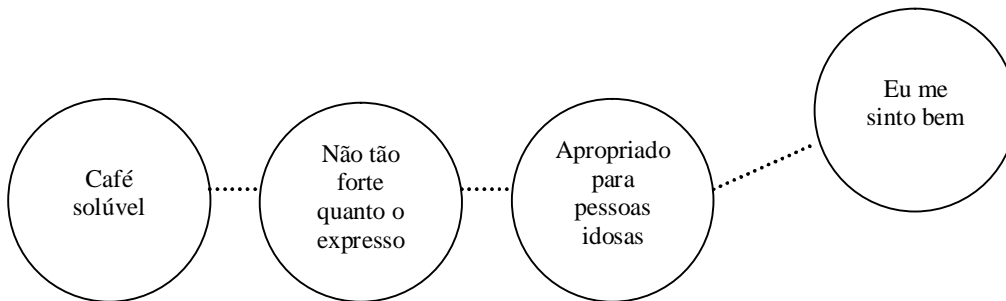 Café
solúvel
Não tão
forte
quanto o
expresso
Apropriado
para
pessoas
idosas
Eu me
sinto bem